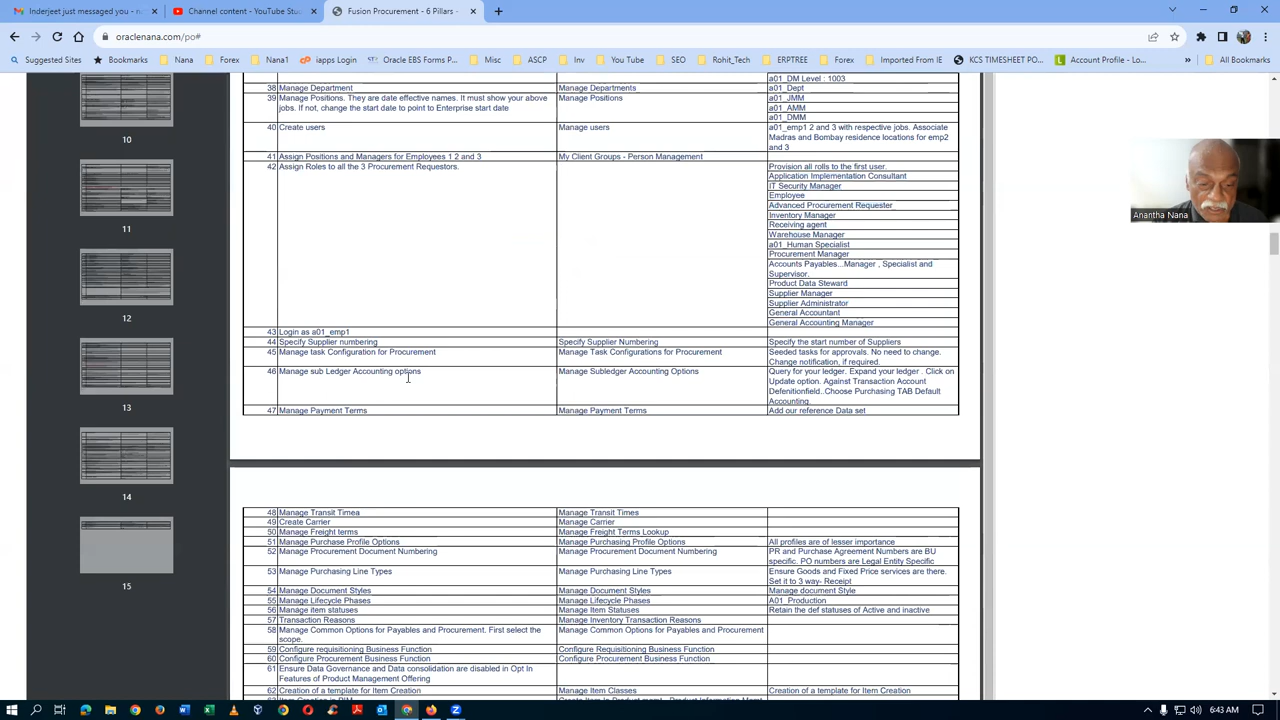 Inderjeet just messaged you
YouTube
Fusion Procurement - 6 Pillars -
oraclenana.com/po#
Suggested Sites
Bookmarks
Nana
Forex
ASCP
iapps Login
Oracle EBS Forms P...
YouTube
SEO
Rohit_Tech
ERPTREE
Forex
Imported From IE
KCS TIMESHEET PO...
Account Profile | Gol...
All Bookmarks
10
11
12
13
14
15
a01_DM Level : 1003
38 Manage Department Manage Departments a01_Dept
39 Manage Positions. They are date effective names. It must show your above Manage Positions a01_JMM
jobs. If not, change the start date to point to Enterprise start date a01_AMM
a01_DMM
40 Create users Manage users a01_emp1 2 and 3 with respective jobs. Associate
Madras and Bombay residence locations for emp2
and 3
41 Assign Positions and Managers for Employees 1 2 and 3 My Client Groups - Person Management
42 Assign Roles to all the 3 Procurement Requestors. Provision all rolls to the first user.
Application Implementation Consultant
IT Security Manager
Employee
Advanced Procurement Requester
Inventory Manager
Receiving agent
Warehouse Manager
a01_Human Specialist
Procurement Manager
Accounts Payables...Manager , Specialist and
Supervisor,
Product Data Steward
Supplier Manager
Supplier Administrator
General Accountant
General Accounting Manager
43 Login as a01_emp1
44 Specify Supplier numbering Specify Supplier Numbering Specify the start number of Suppliers
45 Manage task Configuration for Procurement Manage Task Configurations for Procurement Seeded tasks for approvals. No need to change.
Change notification, if required.
46 Manage sub Ledger Accounting options Manage Subledger Accounting Options Query for your ledger. Expand your ledger . Click on
Update option. Against Transaction Account
Defenitionfield..Choose Purchasing TAB Default
Accounting.
47 Manage Payment Terms Manage Payment Terms Add our reference Data set
48 Manage Transit Timea Manage Transit Times
49 Create Carrier Manage Carrier
50 Manage Freight terms Manage Freight Terms Lookup
51 Manage Purchase Profile Options Manage Purchasing Profile Options All profiles are of lesser importance
52 Manage Procurement Document Numbering Manage Procurement Document Numbering PR and Purchase Agreement Numbers are BU
specific. PO numbers are Legal Entity Specific
53 Manage Purchasing Line Types Manage Purchasing Line Types Ensure Goods and Fixed Price services are there.
Set it to 3 way- Receipt
54 Manage Document Styles Manage Document Styles Manage document Style
55 Manage Lifecycle Phases Manage Lifecycle Phases A01_Production
56 Manage item statuses Manage Item Statuses Retain the def statuses of Active and inactive
57 Transaction Reasons Manage Inventory Transaction Reasons
58 Manage Common Options for Payables and Procurement. First select the Manage Common Options for Payables and Procurement
scope.
59 Configure requisitioning Business Function Configure Requisitioning Business Function
60 Configure Procurement Business Function Configure Procurement Business Function
61 Ensure Data Governance and Data consolidation are disabled in Opt In
Features of Product Management Offering
62 Creation of a template for Item Creation Manage Item Classes Creation of a template for Item Creation
Anantha Nana
6:43 AM